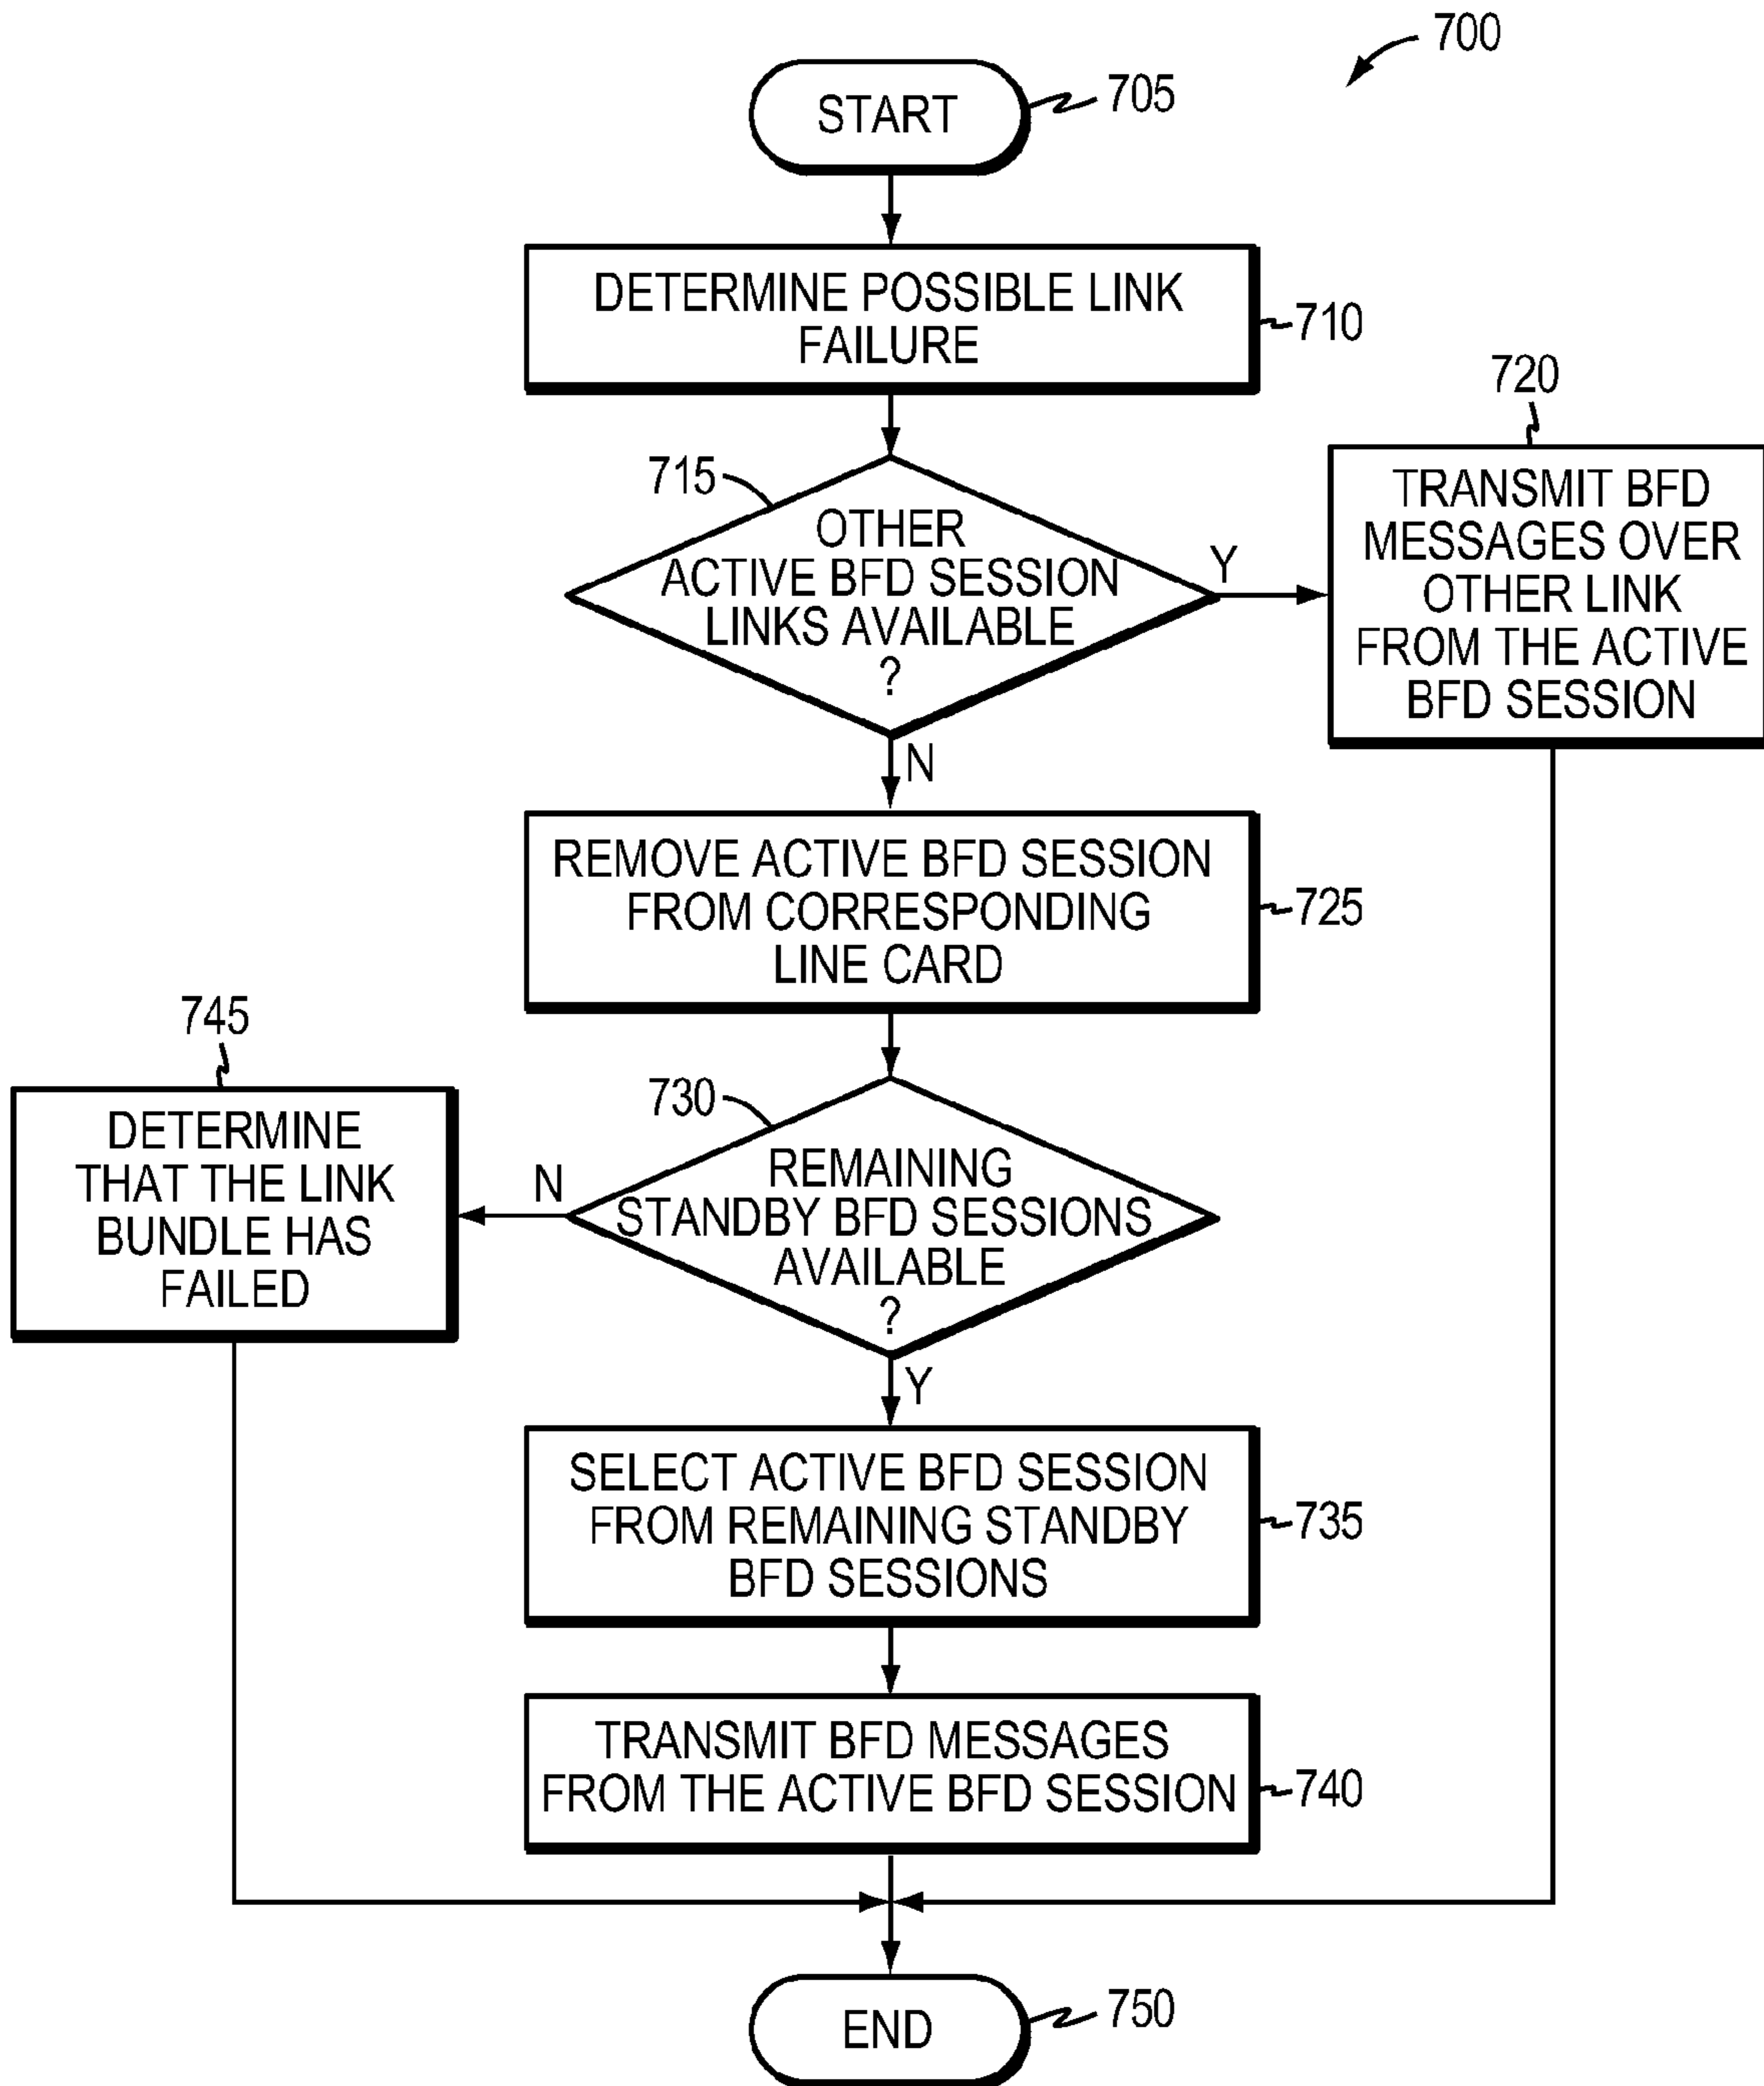 700
START
705
DETERMINE POSSIBLE LINK
FAILURE
710
715
OTHER
ACTIVE BFD SESSION
LINKS AVAILABLE
?
Y
N
720
TRANSMIT BFD
MESSAGES OVER
OTHER LINK
FROM THE ACTIVE
BFD SESSION
REMOVE ACTIVE BFD SESSION
FROM CORRESPONDING
LINE CARD
725
730
REMAINING
STANDBY BFD SESSIONS
AVAILABLE
?
N
Y
745
DETERMINE
THAT THE LINK
BUNDLE HAS
FAILED
SELECT ACTIVE BFD SESSION
FROM REMAINING STANDBY
BFD SESSIONS
735
TRANSMIT BFD MESSAGES
FROM THE ACTIVE BFD SESSION
740
END
750